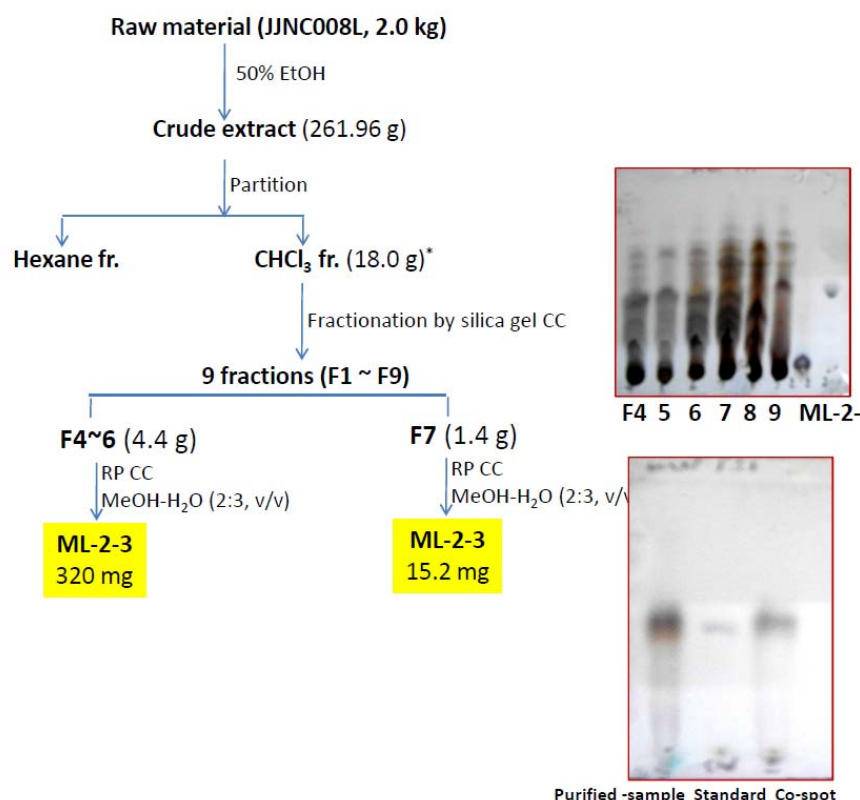 Raw material (JJNC008L, 2.0 kg)
50% EtOH
Crude extract (261.96 g)
Partition
Hexane fr.
CHCl₃ fr. (18.0 g)*
Fractionation by silica gel CC
9 fractions (F1 ~ F9)
F4~6 (4.4 g)
F7 (1.4 g)
RP CC
MeOH-H₂O (2:3, v/v)
RP CC
MeOH-H₂O (2:3, v/v
ML-2-3
320 mg
ML-2-3
15.2 mg
F4 5 6 7 8 9 ML-2-
Purified -sample Standard Co-spot